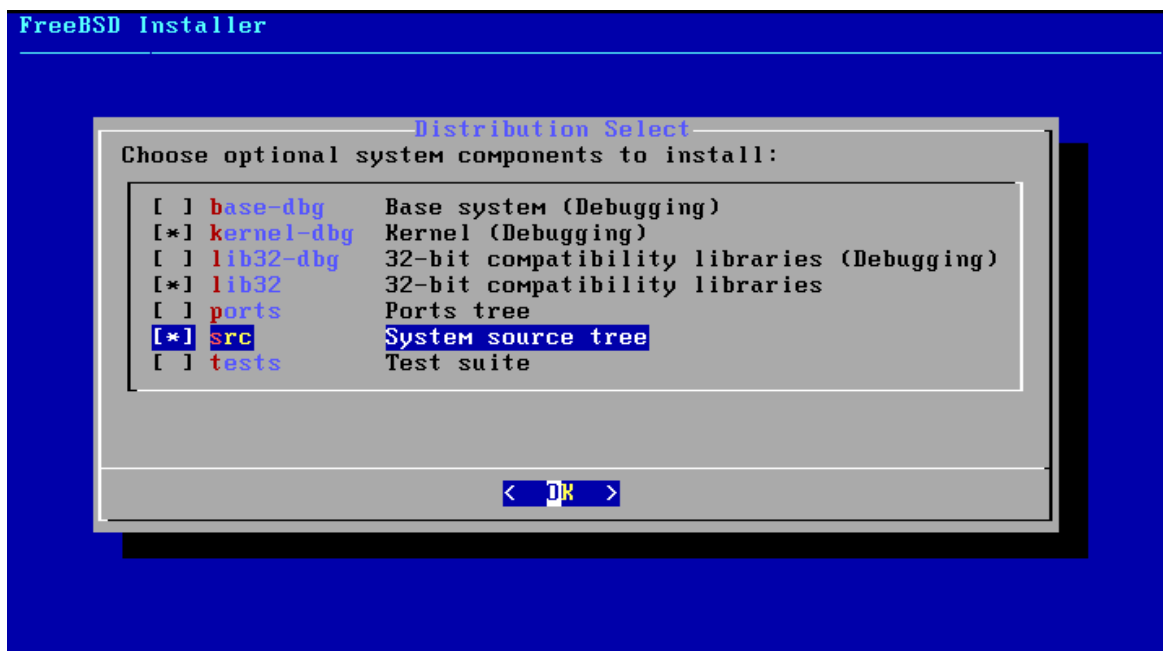 FreeBSD Installer
Distribution Select
Choose optional system components to install:
[ ] base-dbg Base system (Debugging)
[*] kernel-dbg Kernel (Debugging)
[ ] lib32-dbg 32-bit compatibility libraries (Debugging)
[*] lib32 32-bit compatibility libraries
[ ] ports Ports tree
[*] src System source tree
[ ] tests Test suite
< OK >